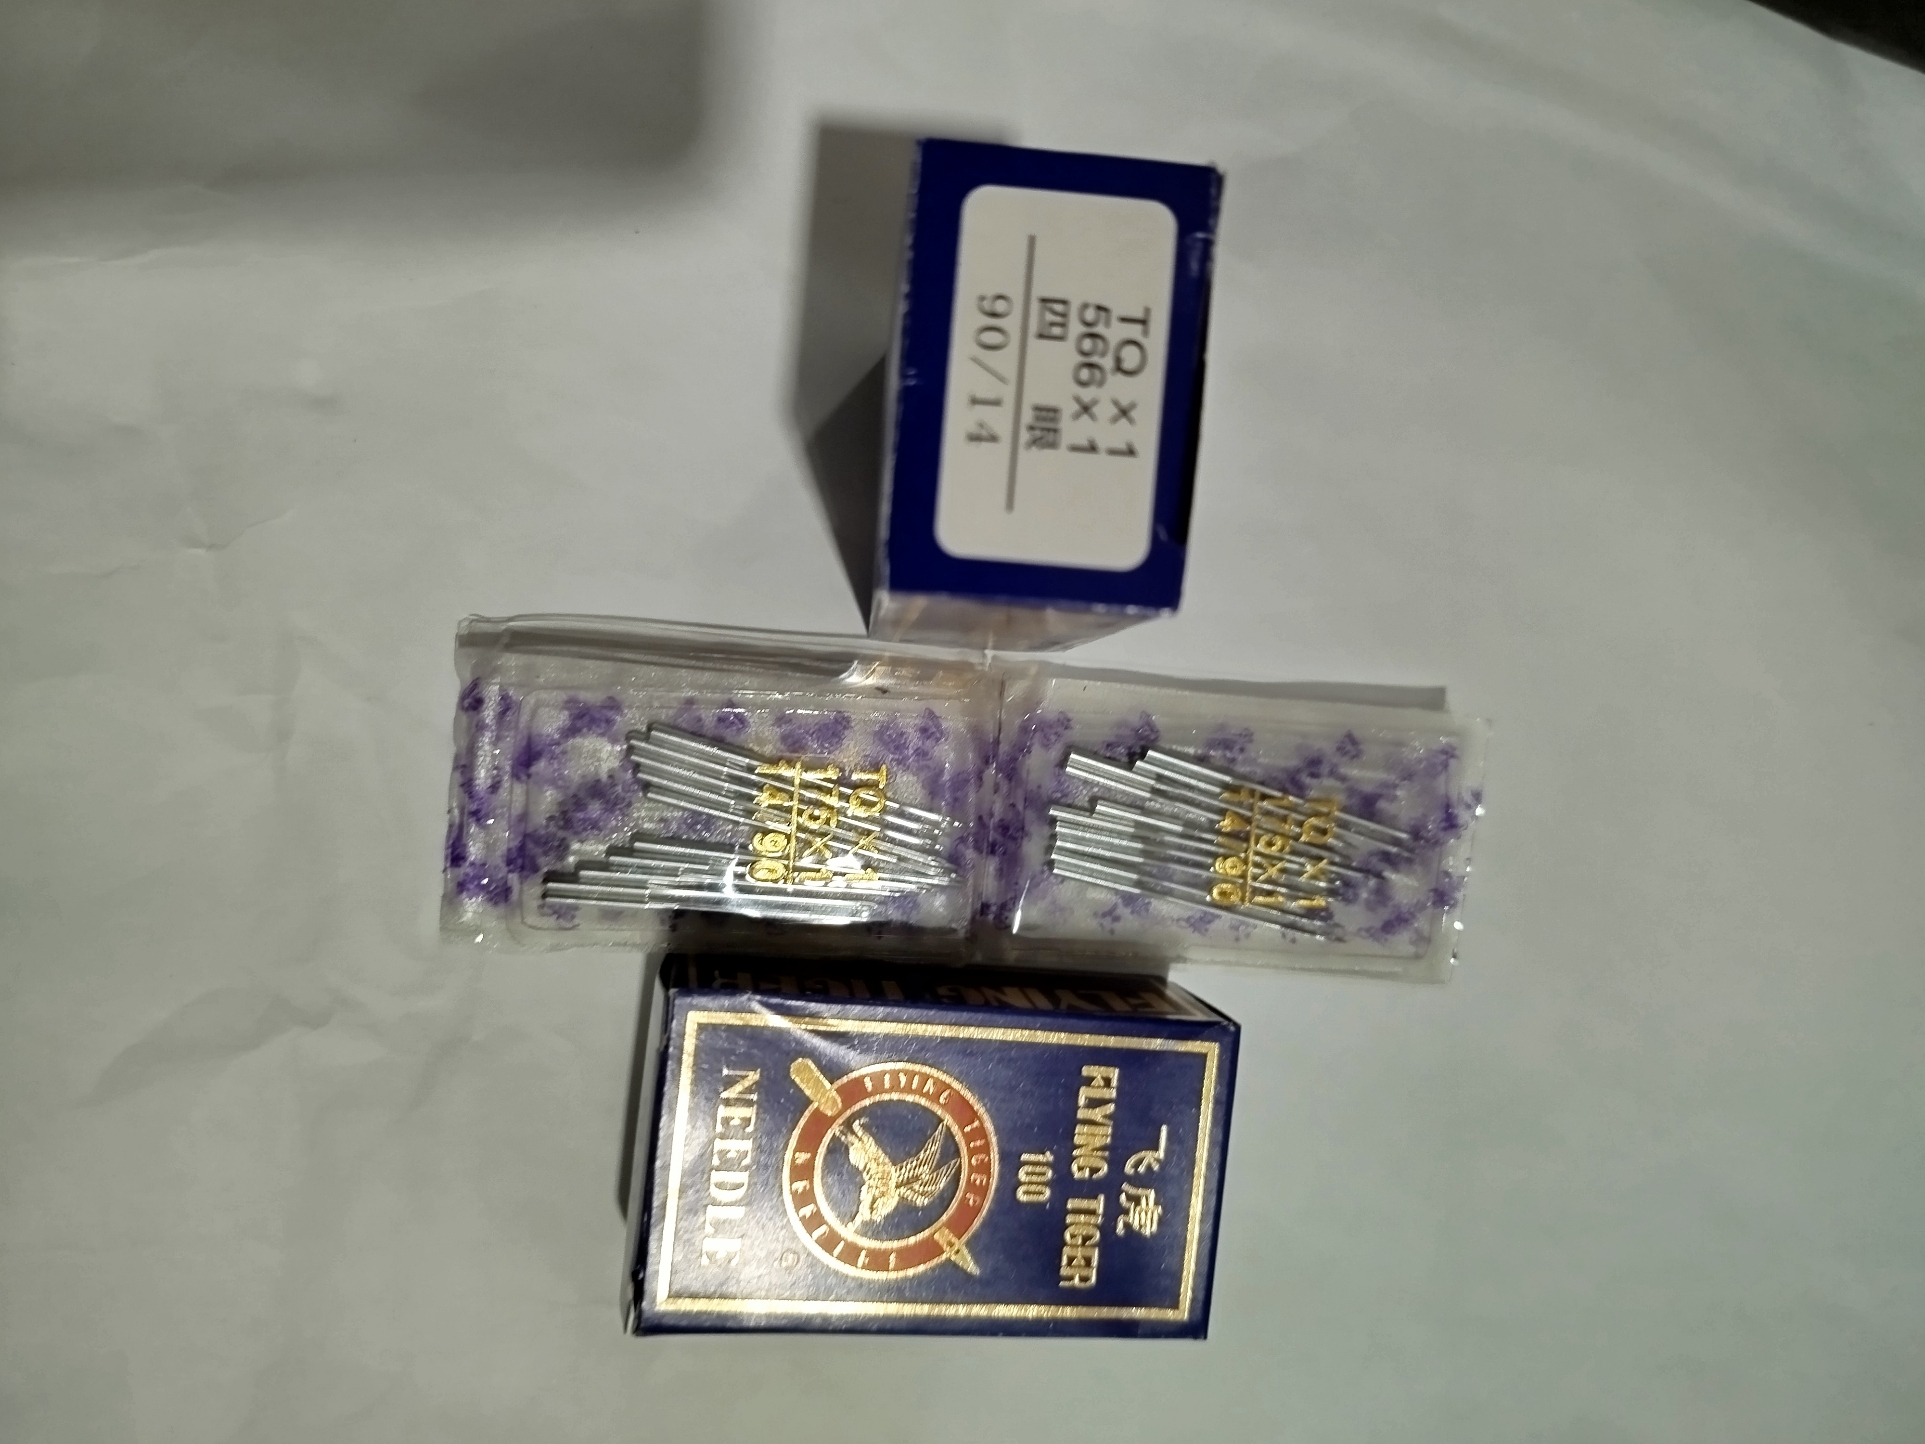 TQ×1
566×1
四 眼
90/14
TQ×1
175×1
14/90
TQ×1
175×1
14/90
FLYING TIGER
飞虎
FLYING TIGER
100
FLYING TIGER
NEEDLE